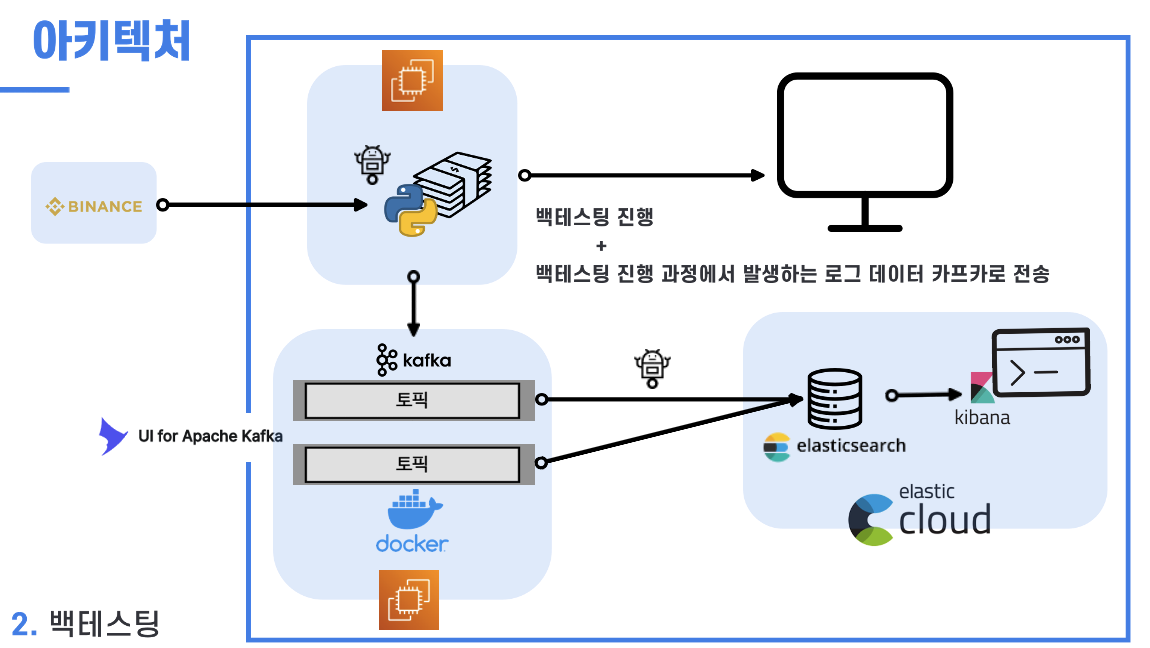 아키텍처
BINANCE
백테스팅 진행
+
백테스팅 진행 과정에서 발생하는 로그 데이터 카프카로 전송
kafka
토픽
UI for Apache Kafka
토픽
docker
elasticsearch
kibana
elastic
cloud
2. 백테스팅